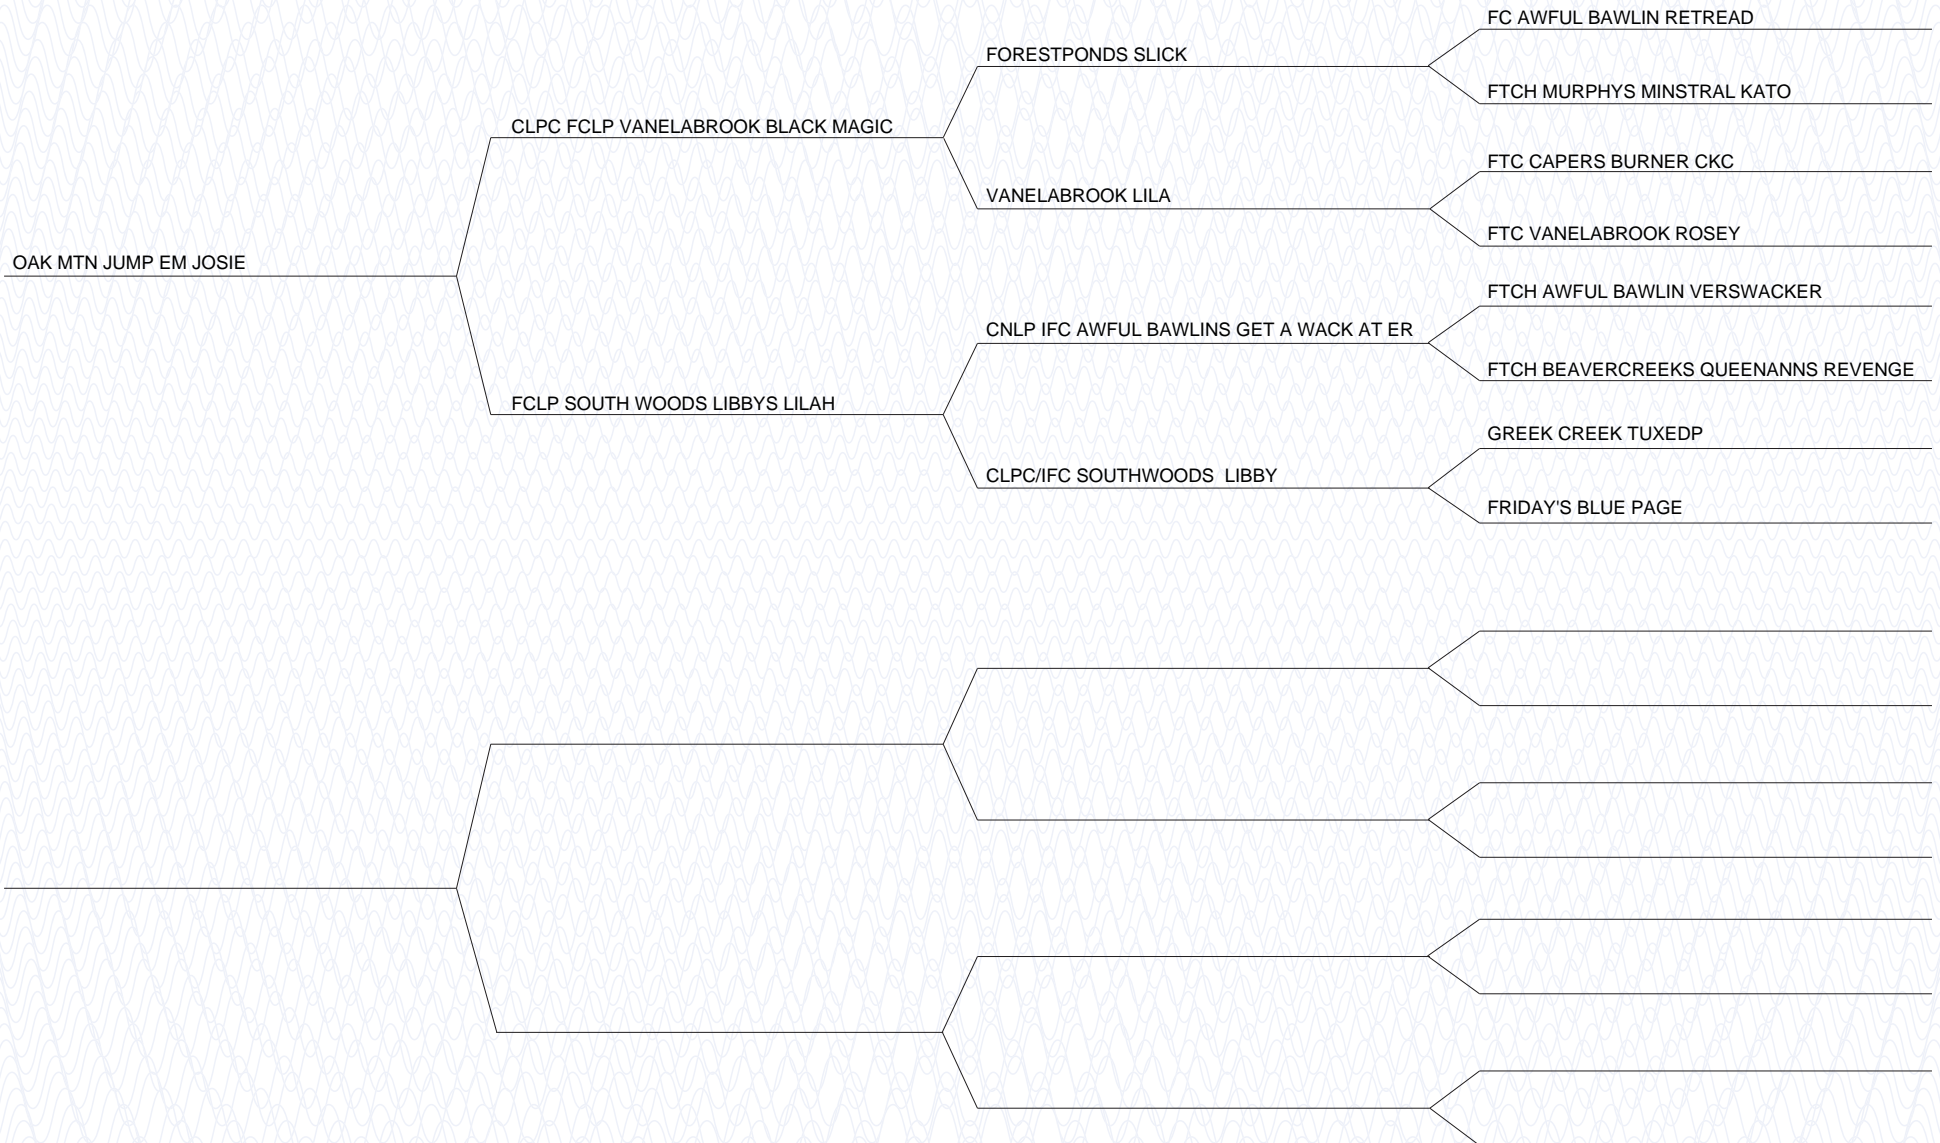 FC AWFUL BAWLIN RETREAD
FORESTPONDS SLICK
FTCH MURPHYS MINSTRAL KATO
CLPC FCLP VANELABROOK BLACK MAGIC
FTC CAPERS BURNER CKC
VANELABROOK LILA
FTC VANELABROOK ROSEY
OAK MTN JUMP EM JOSIE
FTCH AWFUL BAWLIN VERSWACKER
CNLP IFC AWFUL BAWLINS GET A WACK AT ER
FTCH BEAVERCREEKS QUEENANNS REVENGE
FCLP SOUTH WOODS LIBBYS LILAH
GREEK CREEK TUXEDP
CLPC/IFC SOUTHWOODS  LIBBY
FRIDAY'S BLUE PAGE